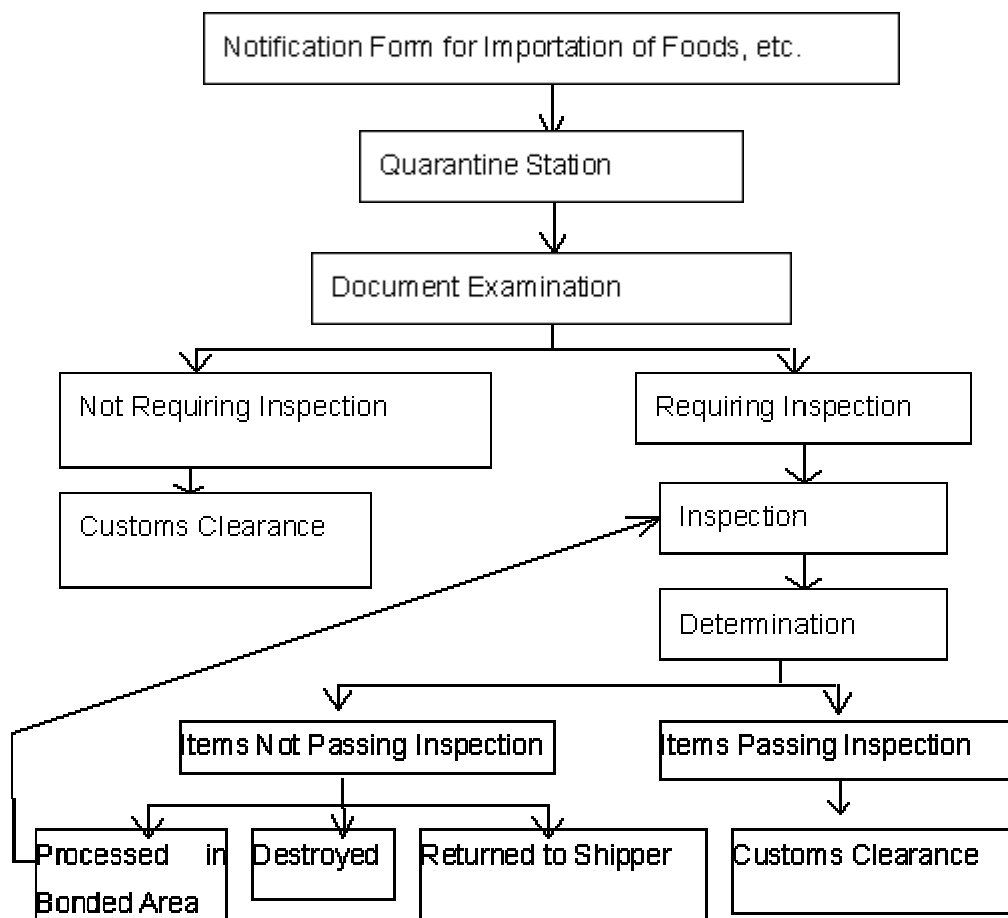 Notification Form for Importation of Foods, etc.
Quarantine Station
Document Examination
Not Requiring Inspection
Requiring Inspection
Customs Clearance
Inspection
Determination
Items Not Passing Inspection
Items Passing Inspection
Processed in
Bonded Area
Destroyed
Returned to Shipper
Customs Clearance